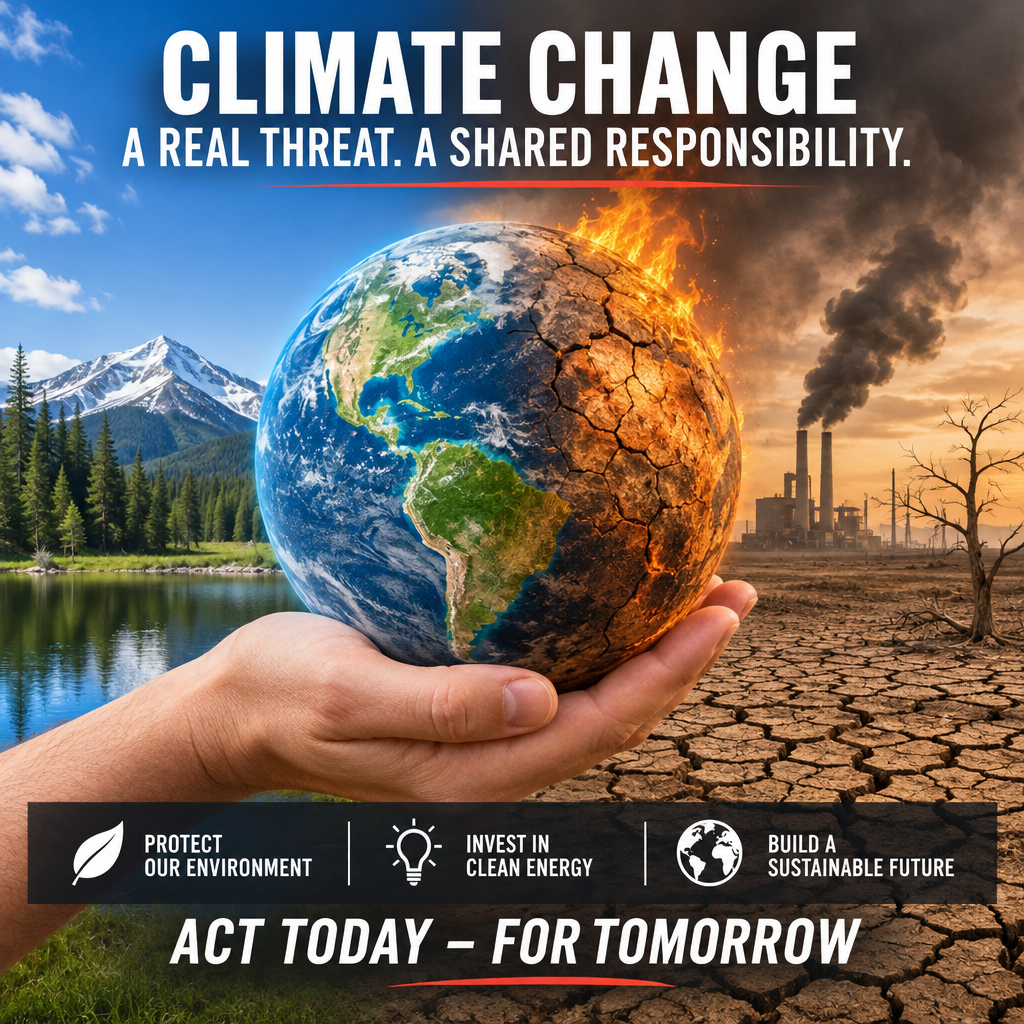 CLIMATE CHANGE
A REAL THREAT. A SHARED RESPONSIBILITY.
PROTECT
OUR ENVIRONMENT
INVEST IN
CLEAN ENERGY
BUILD A
SUSTAINABLE FUTURE
ACT TODAY – FOR TOMORROW